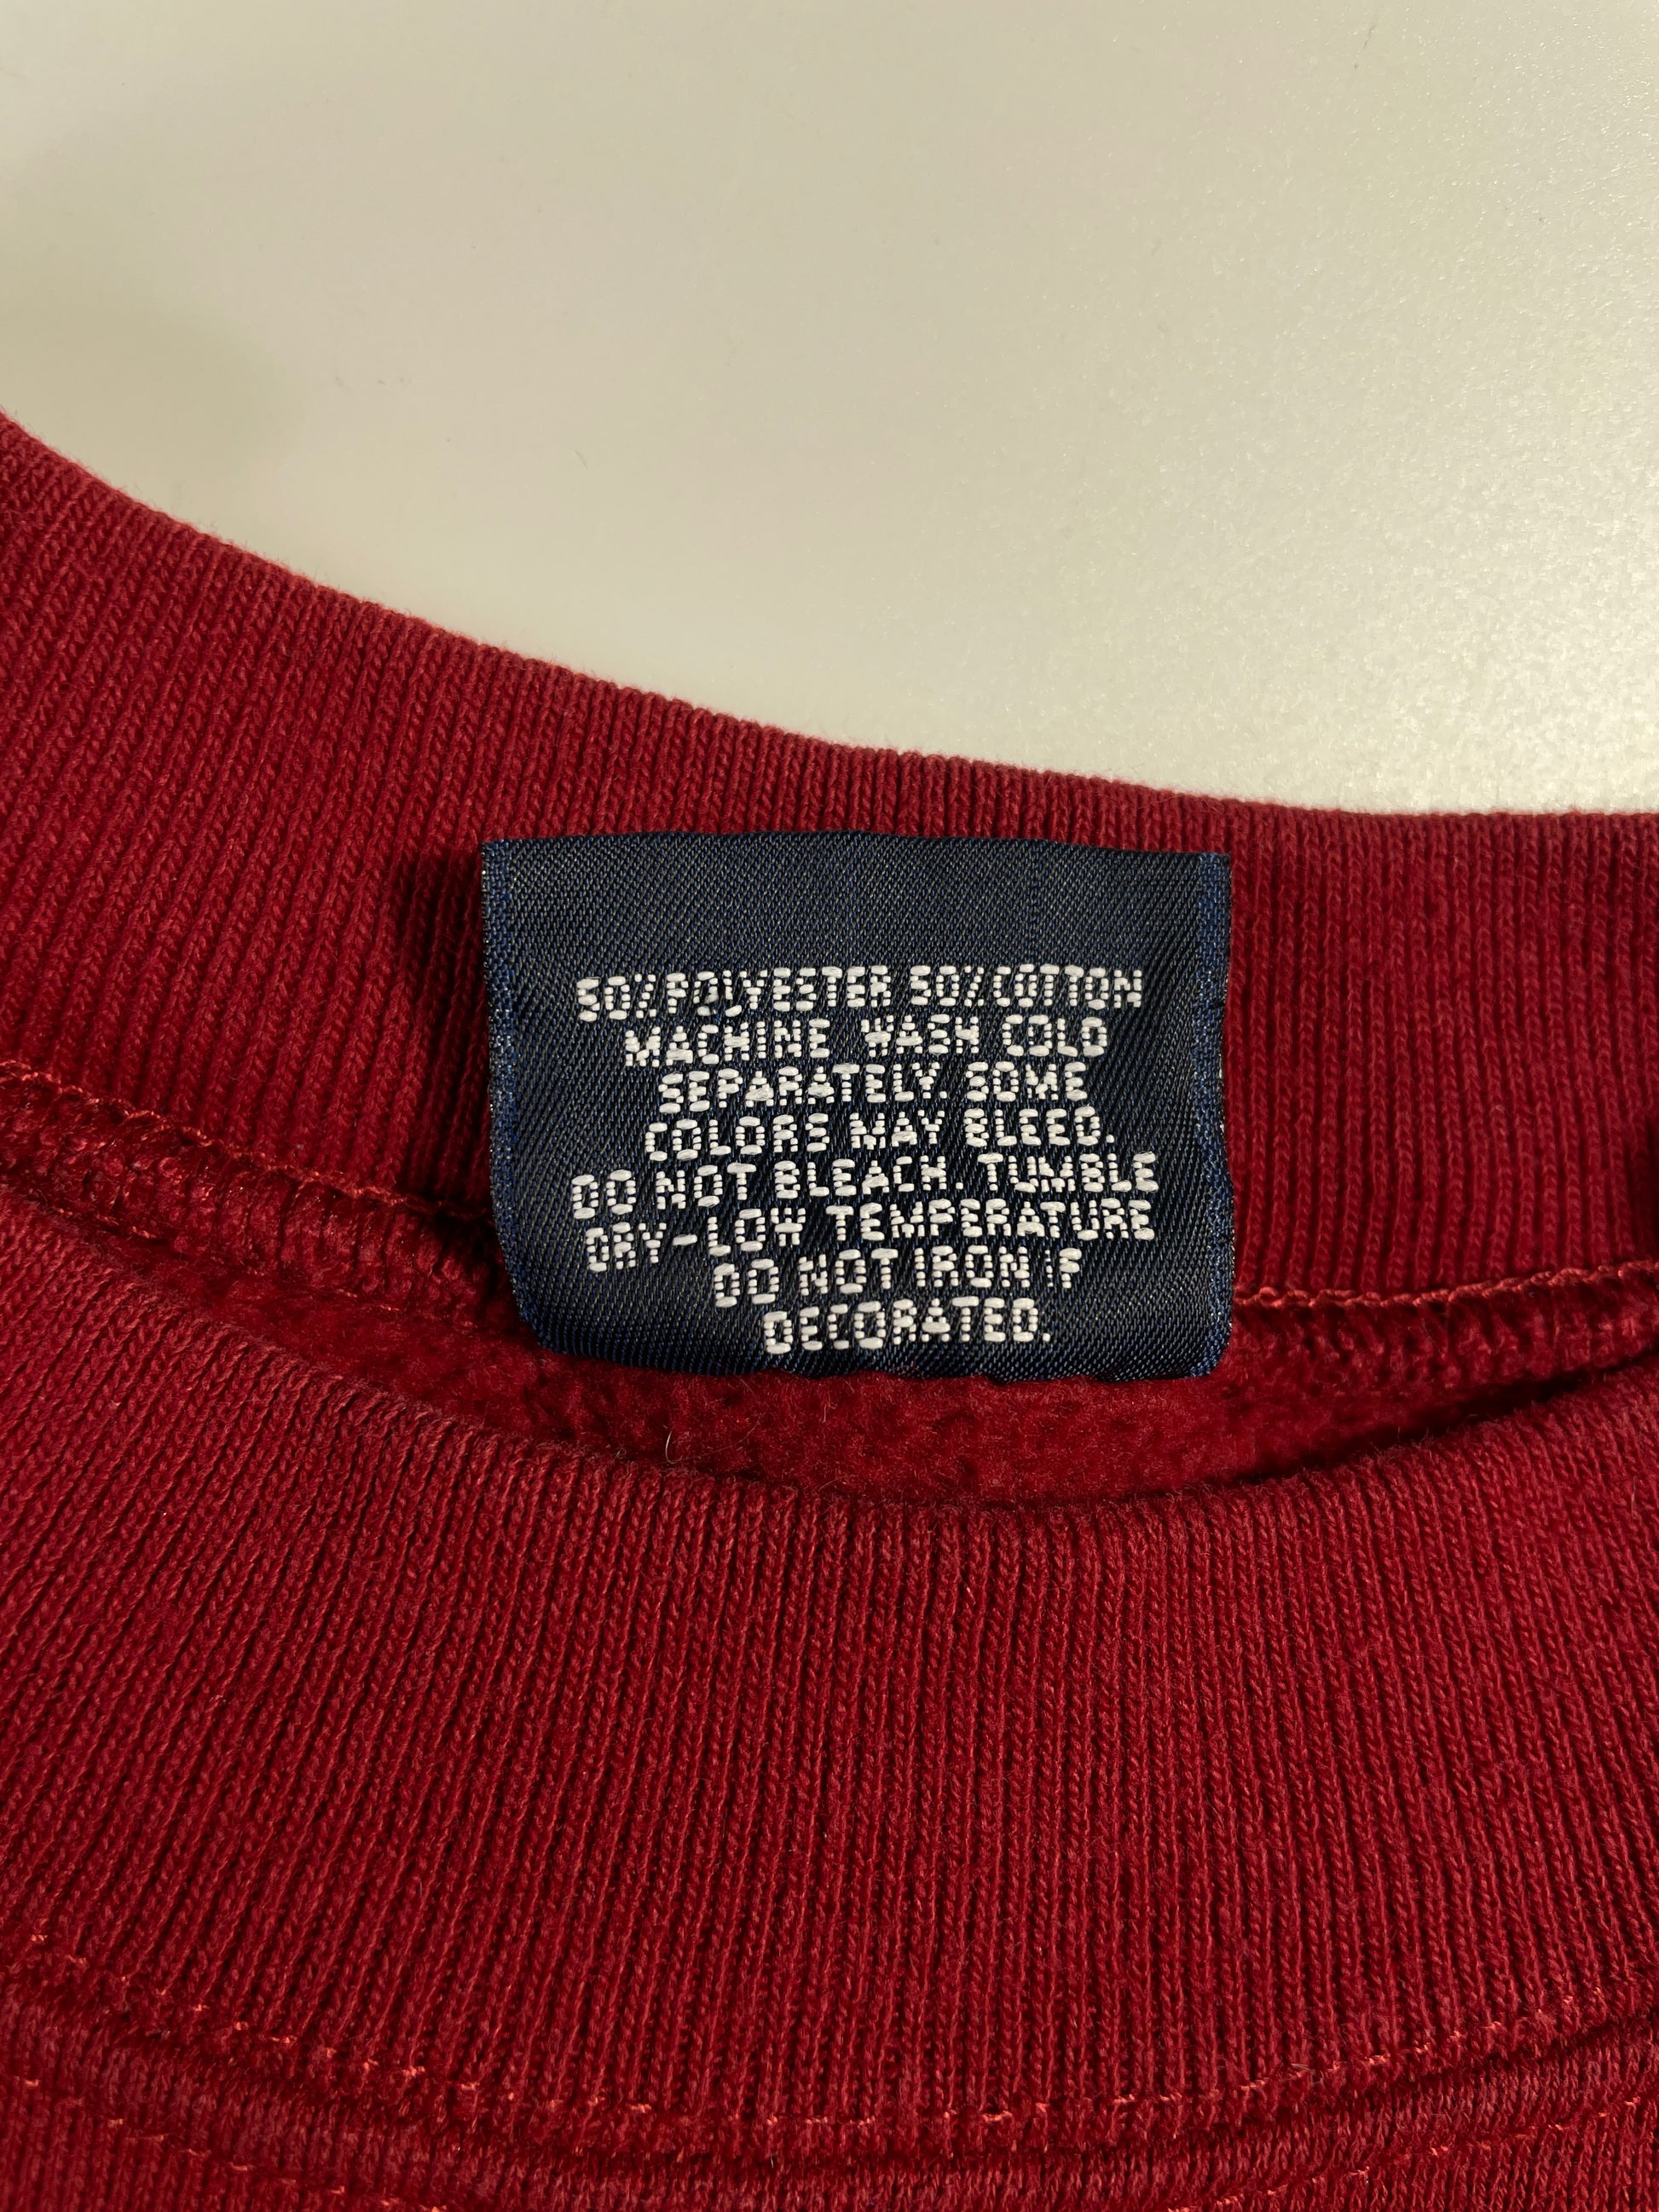 50% POLYESTER 50% COTTON
MACHINE WASH COLD
SEPARATELY. SOME
COLORS MAY BLEED.
DO NOT BLEACH. TUMBLE
DRY-LOW TEMPERATURE
DO NOT IRON IF
DECORATED.